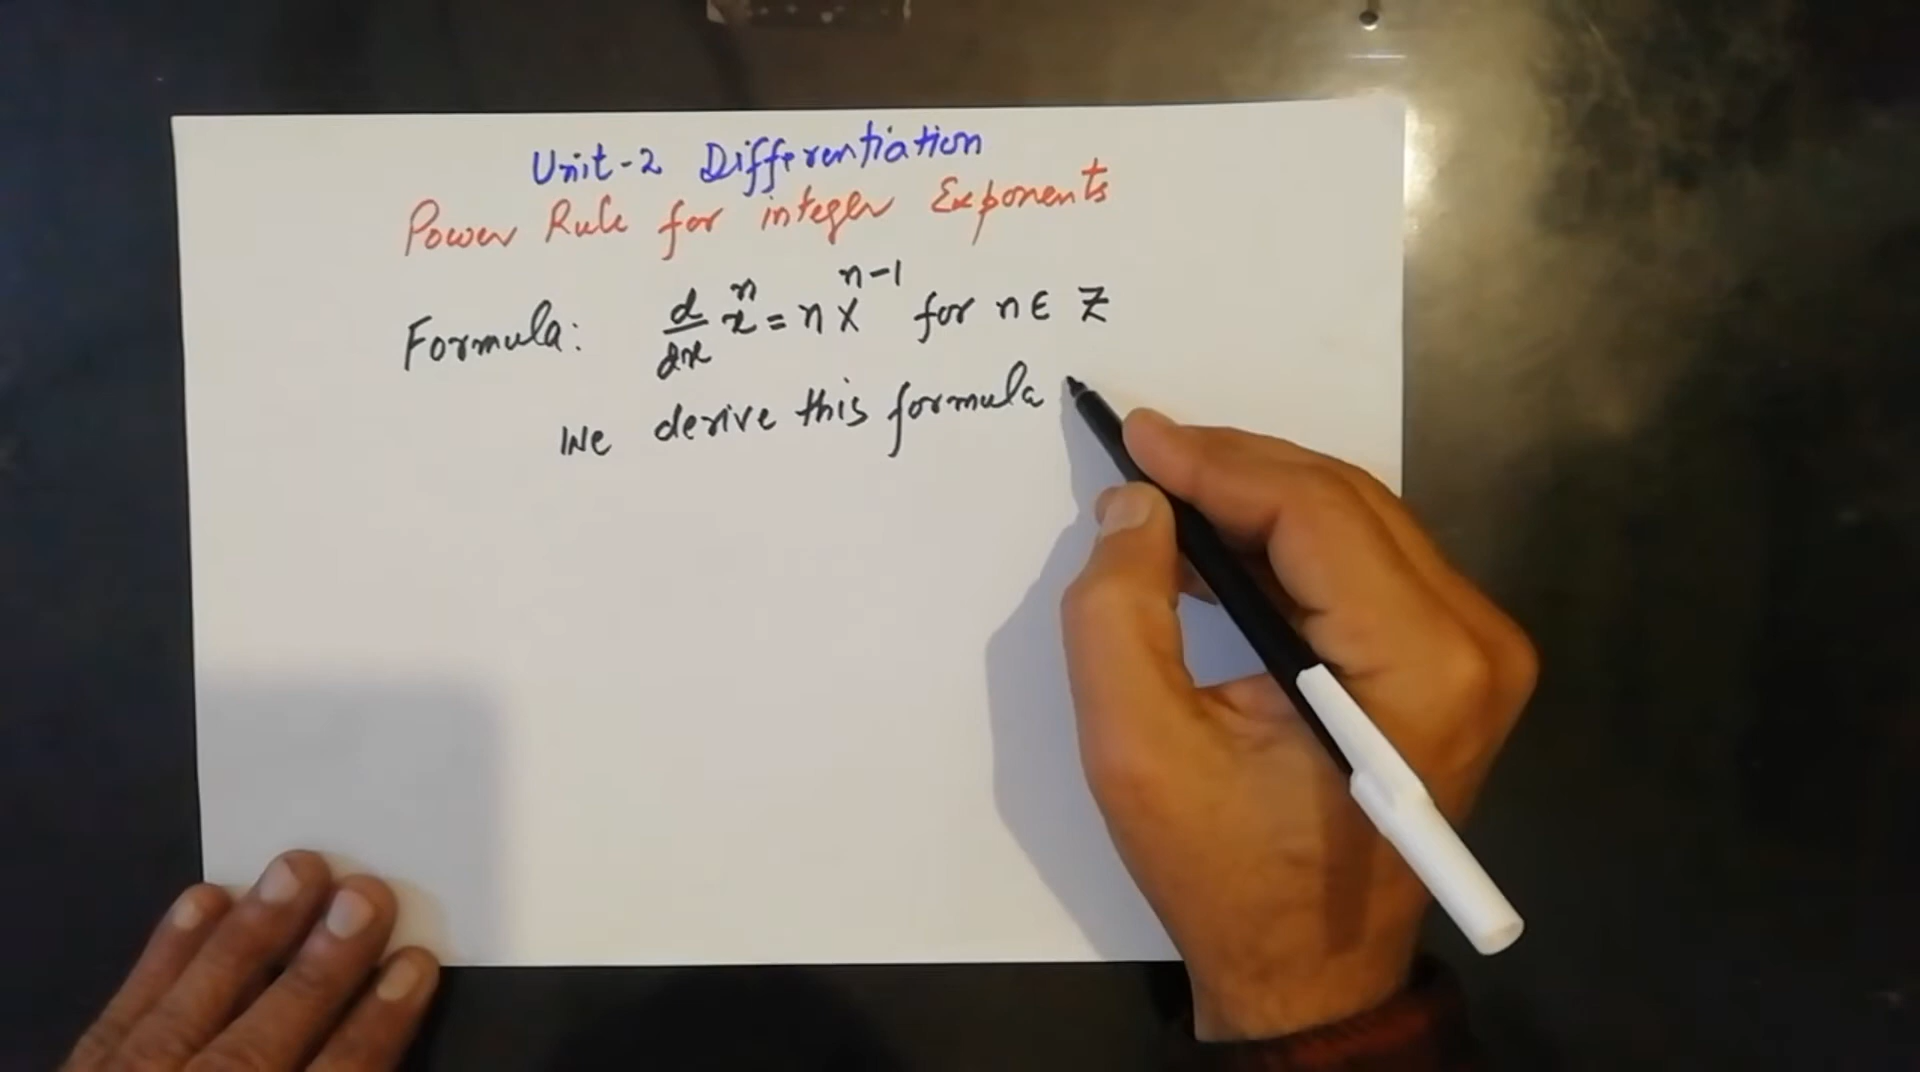 Unit-2 Differentiation
Power Rule for integer Exponents
Formula: d/dx x^n = n x^(n-1) for n ∈ Z
We derive this formula